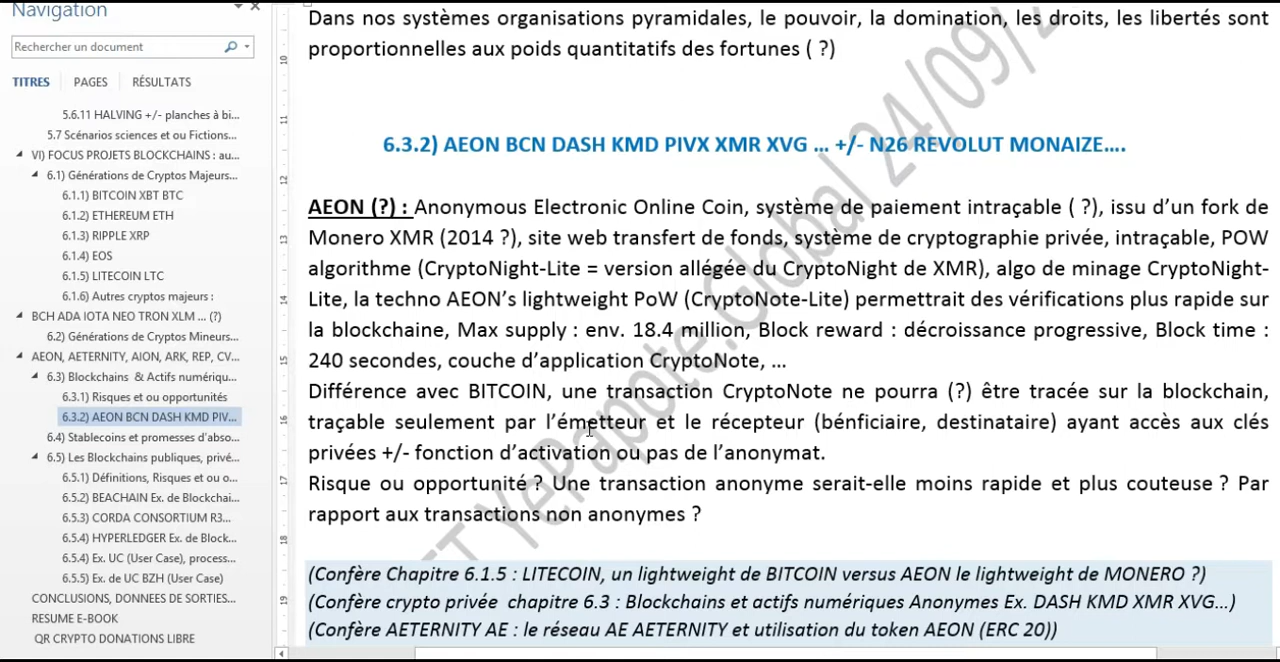 Navigation
Rechercher un document
TITRES PAGES RÉSULTATS
5.6.11 HALVING +/- planches à bi...
5.7 Scénarios sciences et ou Fictions...
VI) FOCUS PROJETS BLOCKCHAINS : au...
6.1) Générations de Cryptos Majeurs...
6.1.1) BITCOIN XBT BTC
6.1.2) ETHEREUM ETH
6.1.3) RIPPLE XRP
6.1.4) EOS
6.1.5) LITECOIN LTC
6.1.6) Autres cryptos majeurs :
BCH ADA IOTA NEO TRON XLM ... (?)
6.2) Générations de Cryptos Mineurs...
AEON, AETERNITY, AION, ARK, REP, CV...
6.3) Blockchains & Actifs numériqu...
6.3.1) Risques et ou opportunités
6.3.2) AEON BCN DASH KMD PIV...
6.4) Stablecoins et promesses d'abso...
6.5) Les Blockchains publiques, privé...
6.5.1) Définitions, Risques et ou o...
6.5.2) BEACHAIN Ex. de Blockchai...
6.5.3) CORDA CONSORTIUM R3...
6.5.4) HYPERLEDGER Ex. de Block...
6.5.4) Ex. UC (User Case), process...
6.5.5) Ex. de UC BZH (User Case)
CONCLUSIONS, DONNEES DE SORTIES...
RESUME E-BOOK
QR CRYPTO DONATIONS LIBRE
10
11
12
13
14
15
16
17
18
19
Dans nos systèmes organisations pyramidales, le pouvoir, la domination, les droits, les libertés sont
proportionnelles aux poids quantitatifs des fortunes ( ?)
6.3.2) AEON BCN DASH KMD PIVX XMR XVG ... +/- N26 REVOLUT MONAIZE....
AEON (?) : Anonymous Electronic Online Coin, système de paiement intraçable ( ?), issu d’un fork de
Monero XMR (2014 ?), site web transfert de fonds, système de cryptographie privée, intraçable, POW
algorithme (CryptoNight-Lite = version allégée du CryptoNight de XMR), algo de minage CryptoNight-
Lite, la techno AEON’s lightweight PoW (CryptoNote-Lite) permettrait des vérifications plus rapide sur
la blockchaine, Max supply : env. 18.4 million, Block reward : décroissance progressive, Block time :
240 secondes, couche d’application CryptoNote, ...
Différence avec BITCOIN, une transaction CryptoNote ne pourra (?) être tracée sur la blockchain,
traçable seulement par l’émetteur et le récepteur (bénficiaire, destinataire) ayant accès aux clés
privées +/- fonction d’activation ou pas de l’anonymat.
Risque ou opportunité ? Une transaction anonyme serait-elle moins rapide et plus couteuse ? Par
rapport aux transactions non anonymes ?
(Confère Chapitre 6.1.5 : LITECOIN, un lightweight de BITCOIN versus AEON le lightweight de MONERO ?)
(Confère crypto privée chapitre 6.3 : Blockchains et actifs numériques Anonymes Ex. DASH KMD XMR XVG...)
(Confère AETERNITY AE : le réseau AE AETERNITY et utilisation du token AEON (ERC 20))
YePapote.Global 24/09/2